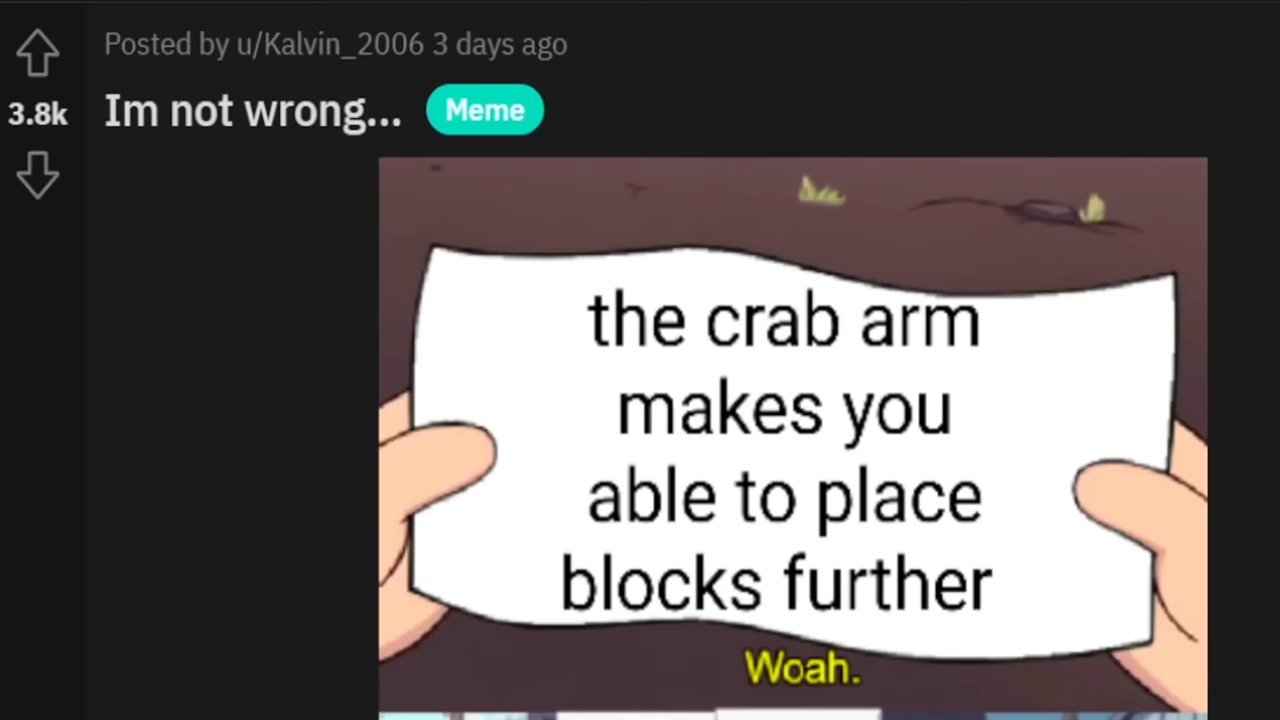 Posted by u/Kalvin_2006 3 days ago
3.8k
Im not wrong... Meme
the crab arm
makes you
able to place
blocks further
Woah.